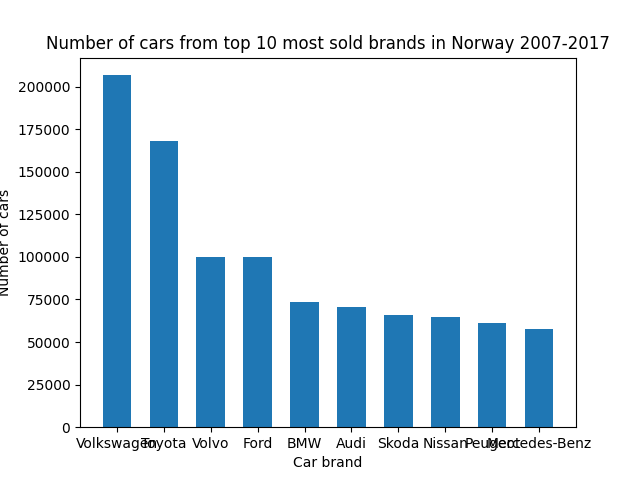 Number of cars from top 10 most sold brands in Norway 2007-2017
200000
175000
150000
125000
100000
75000
50000
25000
0
Number of cars
Volkswagen Toyota Volvo Ford BMW Audi Skoda Nissan Peugeot Mercedes-Benz
Car brand